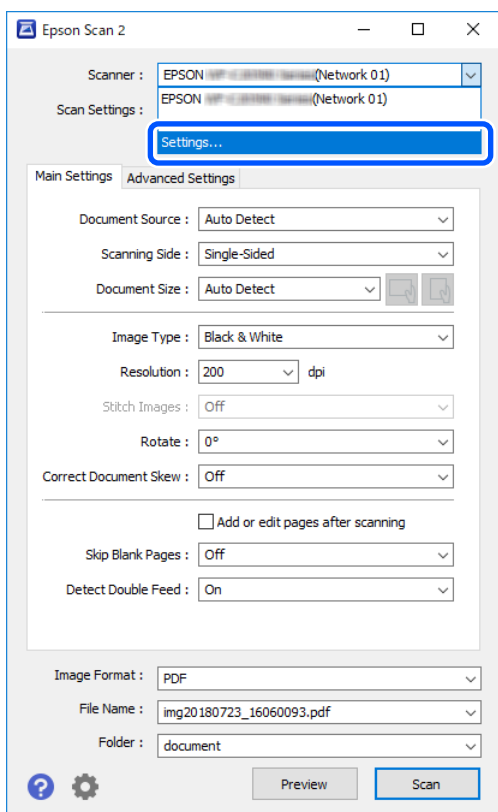 Epson Scan 2
Scanner : EPSON (Network 01)
EPSON (Network 01)
Scan Settings :
Settings...
Main Settings Advanced Settings
Document Source : Auto Detect
Scanning Side : Single-Sided
Document Size : Auto Detect
Image Type : Black & White
Resolution : 200 dpi
Stitch Images : Off
Rotate : 0°
Correct Document Skew : Off
Add or edit pages after scanning
Skip Blank Pages : Off
Detect Double Feed : On
Image Format : PDF
File Name : img20180723_16060093.pdf
Folder : document
? Preview Scan